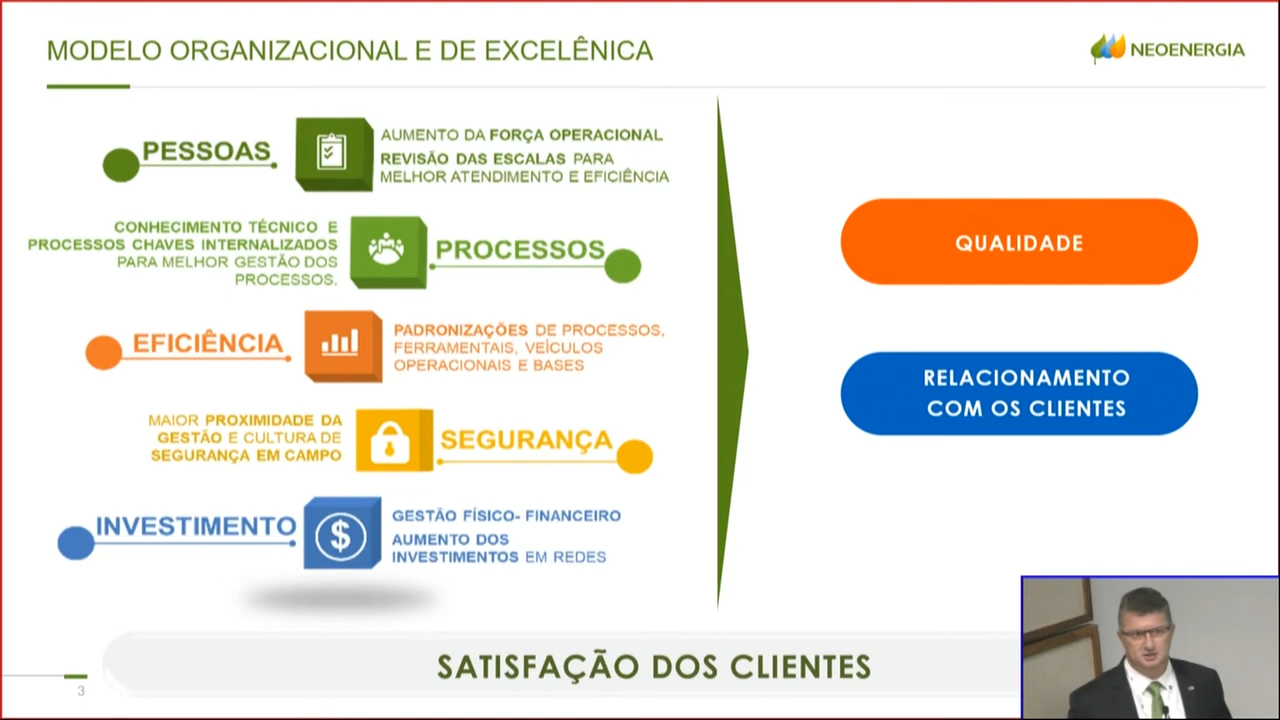 MODELO ORGANIZACIONAL E DE EXCELÊNICA
NEOENERGIA
PESSOAS
AUMENTO DA FORÇA OPERACIONAL
REVISÃO DAS ESCALAS PARA
MELHOR ATENDIMENTO E EFICIÊNCIA
CONHECIMENTO TÉCNICO E
PROCESSOS CHAVES INTERNALIZADOS
PARA MELHOR GESTÃO DOS
PROCESSOS.
PROCESSOS
EFICIÊNCIA
PADRONIZAÇÕES DE PROCESSOS,
FERRAMENTAIS, VEÍCULOS
OPERACIONAIS E BASES
MAIOR PROXIMIDADE DA
GESTÃO E CULTURA DE
SEGURANÇA EM CAMPO
SEGURANÇA
INVESTIMENTO
$
GESTÃO FÍSICO- FINANCEIRO
AUMENTO DOS
INVESTIMENTOS EM REDES
QUALIDADE
RELACIONAMENTO
COM OS CLIENTES
SATISFAÇÃO DOS CLIENTES
3